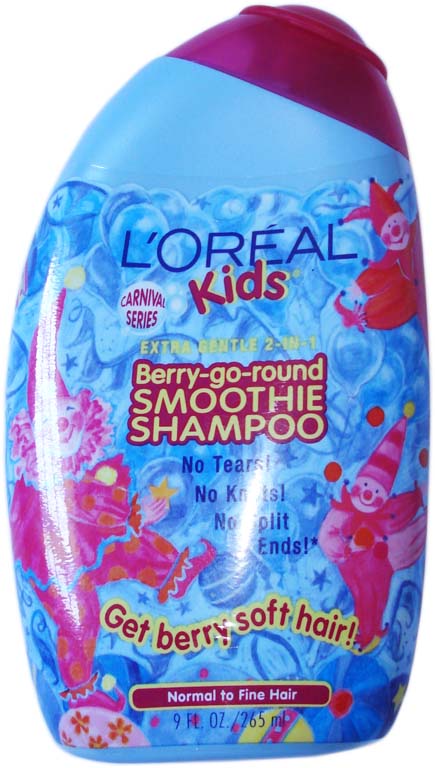 L'ORÉAL
Kids
CARNIVAL
SERIES
EXTRA GENTLE 2-IN-1
Berry-go-round
SMOOTHIE
SHAMPOO
No Tears!
No Knots!
No Split
Ends!*
Get berry soft hair!
Normal to Fine Hair
9 FL. OZ./265 ml